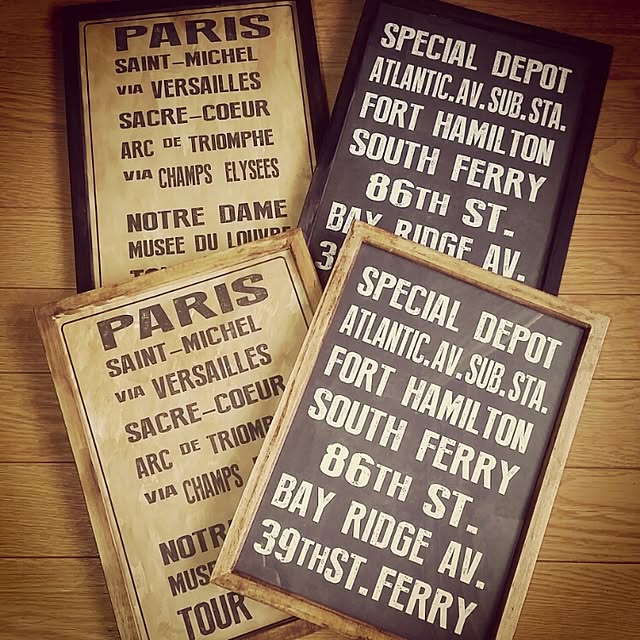 PARIS
SAINT-MICHEL
VIA VERSAILLES
SACRE-COEUR
ARC DE TRIOMPHE
VIA CHAMPS ELYSEES
NOTRE DAME
MUSEE DU LOUVRE
SPECIAL DEPOT
ATLANTIC.AV.SUB.STA.
FORT HAMILTON
SOUTH FERRY
86TH ST.
BAY RIDGE AV.
PARIS
SAINT-MICHEL
VIA VERSAILLES
SACRE-COEUR
ARC DE TRIOMP
VIA CHAMPS
NOTR
MUS
TOUR
SPECIAL DEPOT
ATLANTIC.AV.SUB.STA.
FORT HAMILTON
SOUTH FERRY
86TH ST.
BAY RIDGE AV.
39THST.FERRY